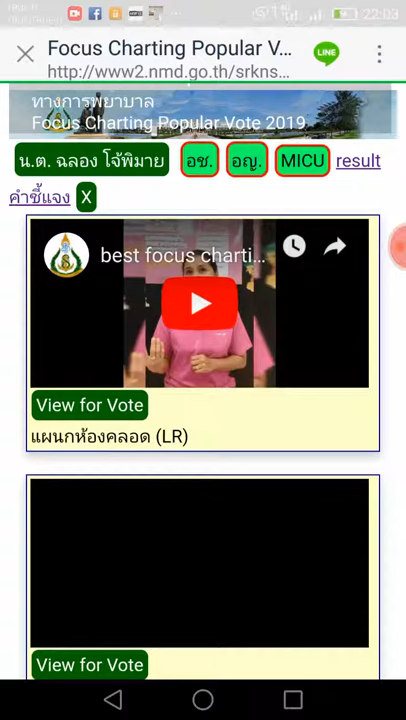 22:03
Focus Charting Popular V...
LINE
http://www2.nmd.go.th/srkns...
ทางการพยาบาล
Focus Charting Popular Vote 2019
น.ต. ฉลอง โจ้พิมาย
อช.
อญ.
MICU
result
คำชี้แจง
X
best focus charti...
View for Vote
แผนกห้องคลอด (LR)
View for Vote